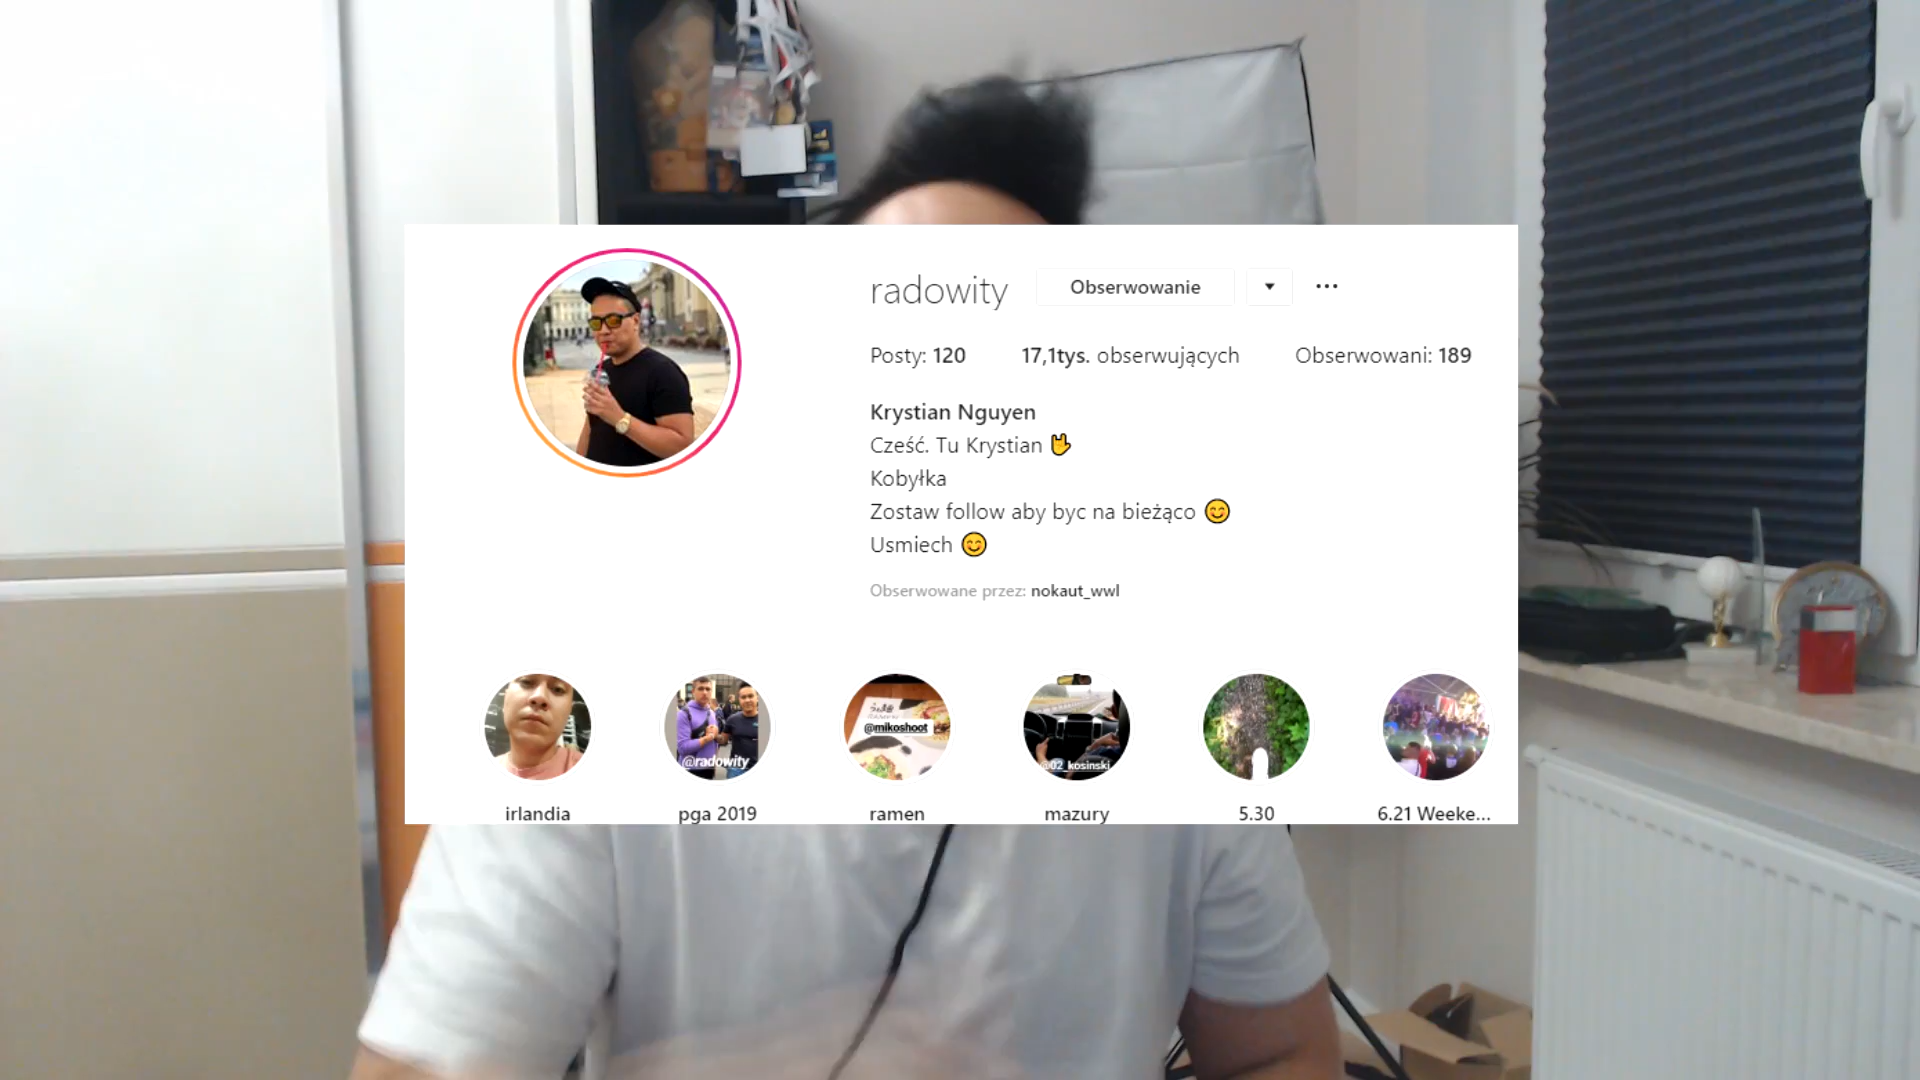 radowity Obserwowanie
Posty: 120 17,1tys. obserwujących Obserwowani: 189
Krystian Nguyen
Cześć. Tu Krystian 🤘
Kobyłka
Zostaw follow aby byc na bieżąco 😊
Usmiech 😊
Obserwowane przez: nokaut_wwl
@radowity
@mikoshoot
@02_kosinski
irlandia
pga 2019
ramen
mazury
5.30
6.21 Weeke...